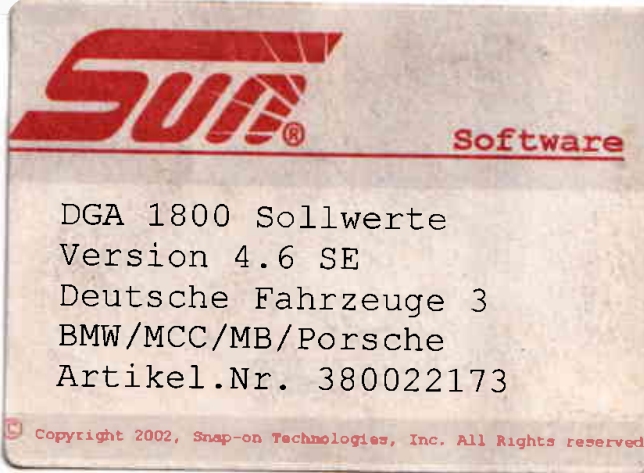 Sun®
Software
DGA 1800 Sollwerte
Version 4.6 SE
Deutsche Fahrzeuge 3
BMW/MCC/MB/Porsche
Artikel.Nr. 380022173
© Copyright 2002, Snap-on Technologies, Inc. All Rights reserved